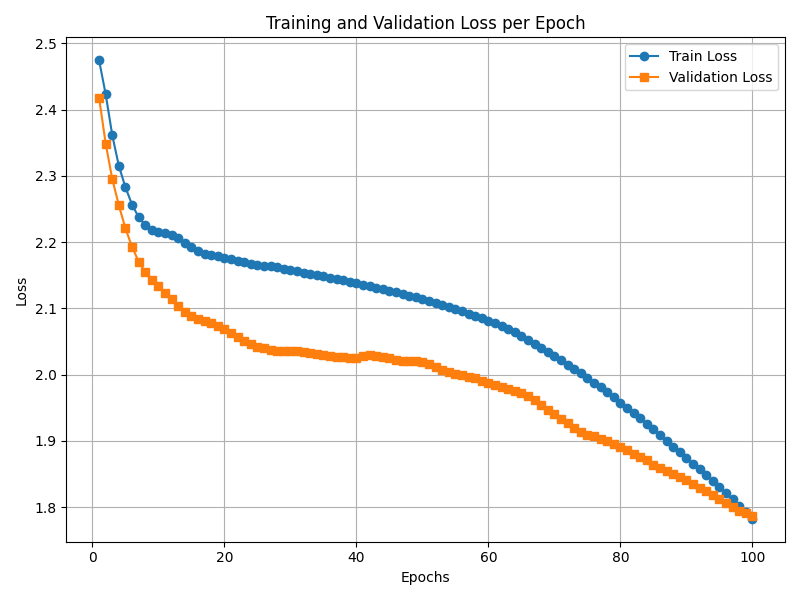 Training and Validation Loss per Epoch
Train Loss
Validation Loss
2.5
2.4
2.3
2.2
2.1
2.0
1.9
1.8
Loss
0 20 40 60 80 100
Epochs